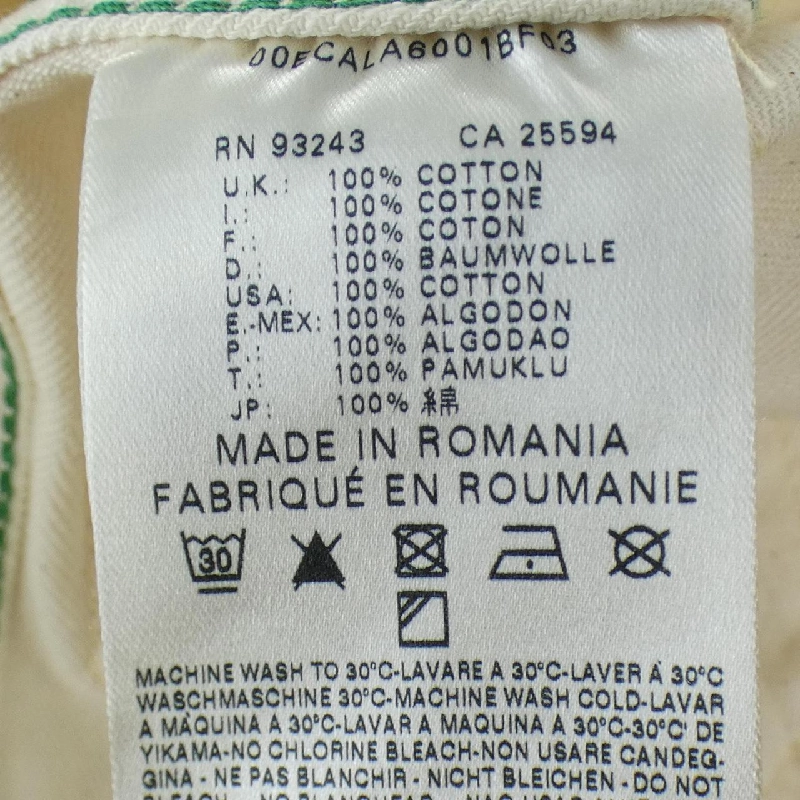 00ECALA6001BF03
RN 93243 CA 25594
U.K.: 100% COTTON
I.: 100% COTONE
F.: 100% COTON
D.: 100% BAUMWOLLE
USA: 100% COTTON
E.-MEX: 100% ALGODON
P.: 100% ALGODAO
T.: 100% PAMUKLU
JP: 100% 綿
MADE IN ROMANIA
FABRIQUÉ EN ROUMANIE
30
MACHINE WASH TO 30°C-LAVARE A 30°C-LAVER À 30°C
WASCHMASCHINE 30°C-MACHINE WASH COLD-LAVAR
A MÀQUINA A 30°C-LAVAR A MAQUINA A 30°C-30°C' DE
YIKAMA-NO CHLORINE BLEACH-NON USARE CANDEG-
GINA - NE PAS BLANCHIR - NICHT BLEICHEN - DO NOT